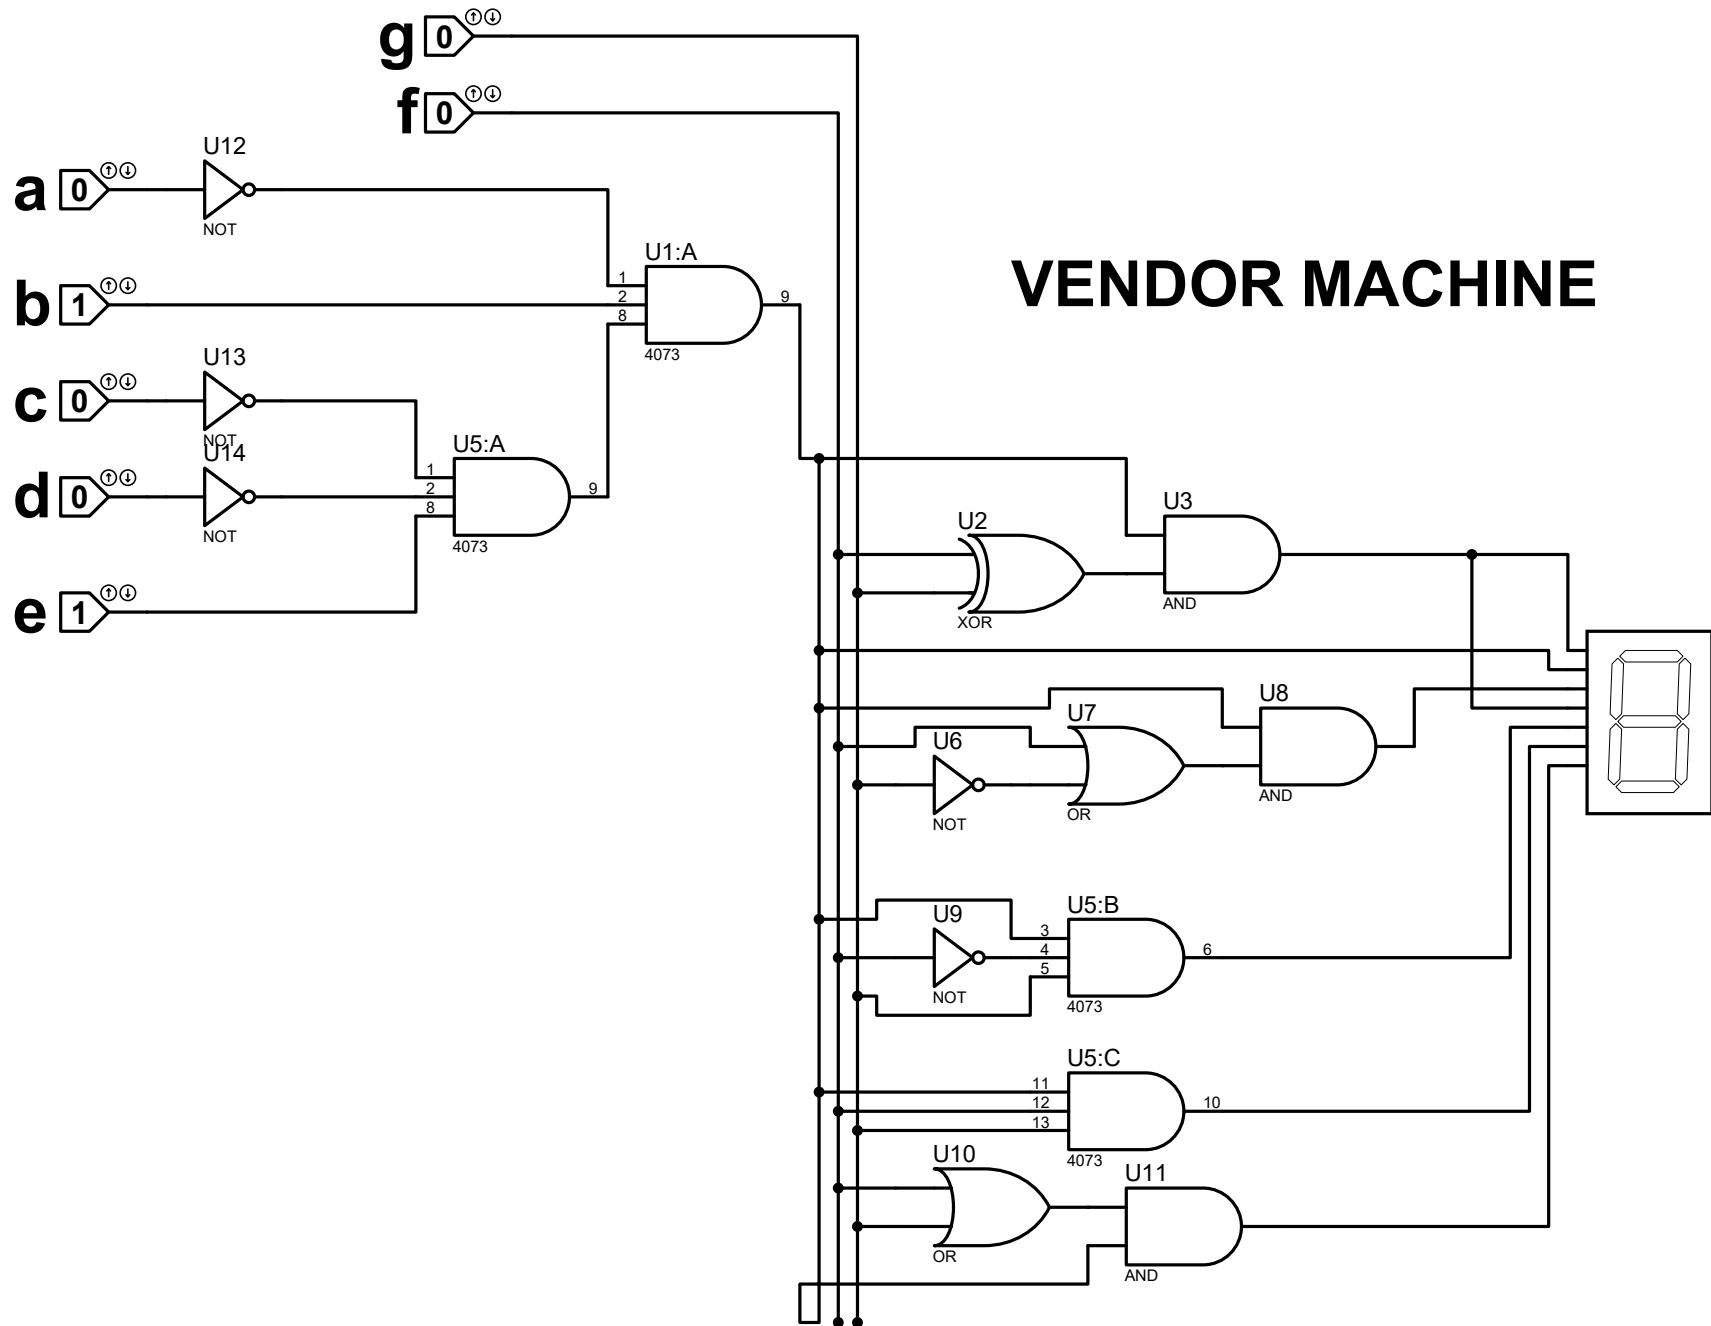 g 0
f 0
U12
a 0
NOT
U1:A
VENDOR MACHINE
1
b 1
2
9
8
4073
U13
c 0
NOT
U14
U5:A
1
d 0
2
9
8
NOT
4073
e 1
U3
U2
AND
XOR
U8
U7
U6
AND
OR
NOT
U5:B
U9
3
4
6
5
NOT
4073
U5:C
11
12
10
13
4073
U10
U11
OR
AND